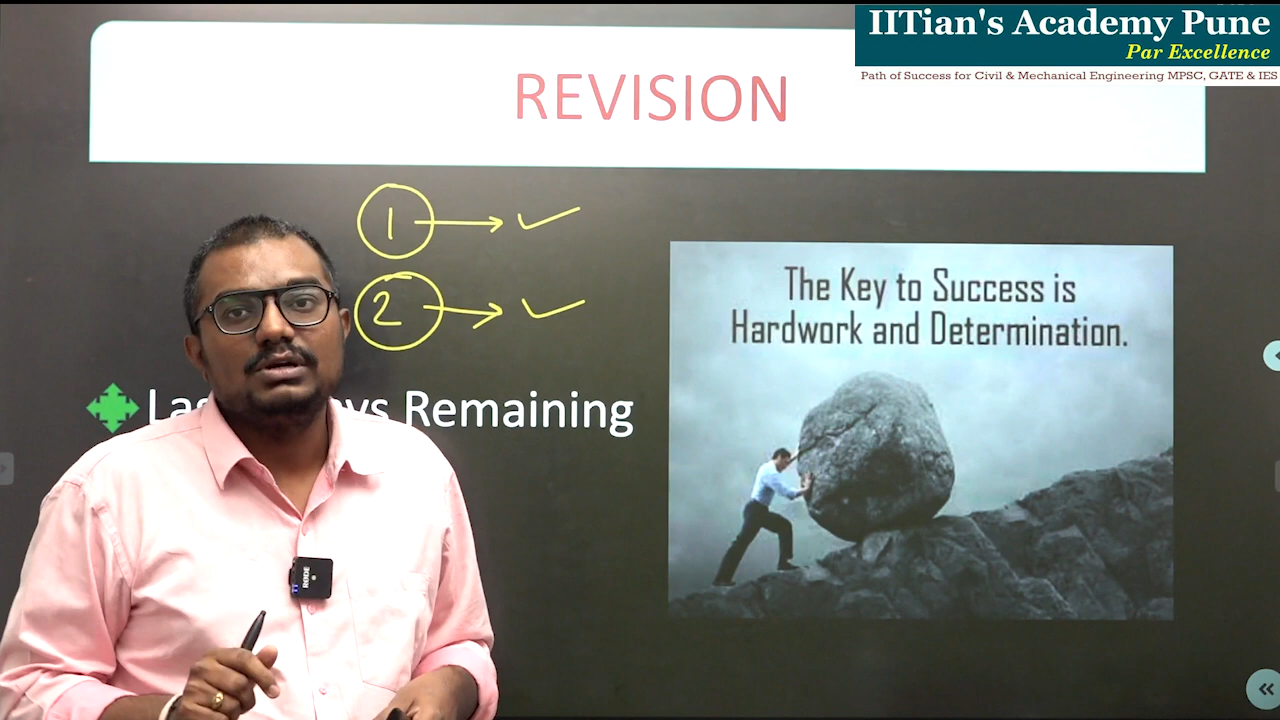 IITian's Academy Pune
Par Excellence
Path of Success for Civil & Mechanical Engineering MPSC, GATE & IES
REVISION
1
2
The Key to Success is
Hardwork and Determination.
Remaining
RODE